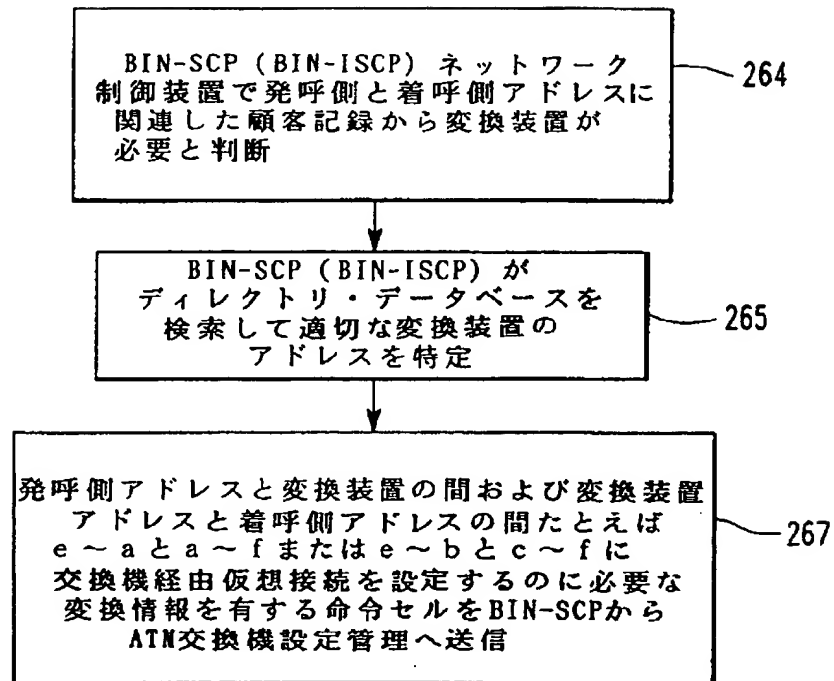 BIN-SCP (BIN-ISCP) ネットワーク
制御装置で発呼側と着呼側アドレスに
関連した顧客記録から変換装置が
必要と判断
264
BIN-SCP (BIN-ISCP) が
ディレクトリ・データベースを
検索して適切な変換装置の
アドレスを特定
265
発呼側アドレスと変換装置の間および変換装置
アドレスと着呼側アドレスの間たとえば
e～aとa～fまたはe～bとc～fに
交換機経由仮想接続を設定するのに必要な
変換情報を有する命令セルをBIN-SCPから
ATN交換機設定管理へ送信
267